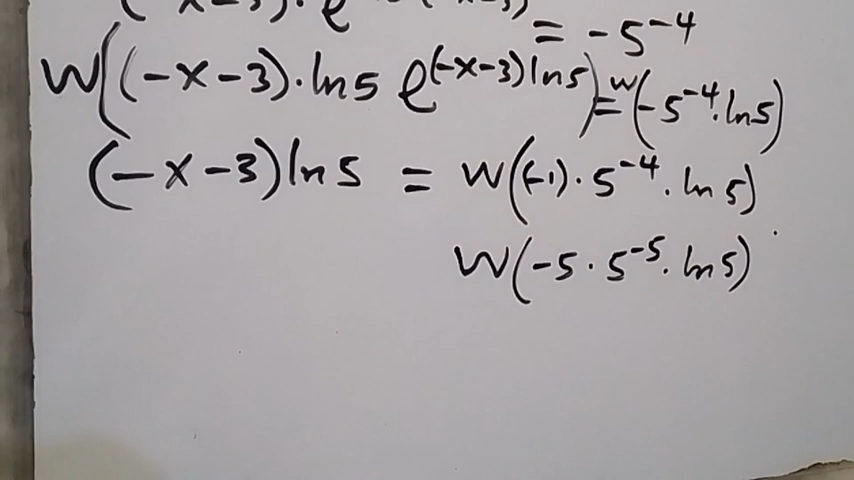 = -5^-4
W((-x-3)·ln5 e^(-x-3)ln5) = W(-5^-4·ln5)
(-x-3)ln5 = W((-1)·5^-4·ln5)
W(-5·5^-5·ln5)